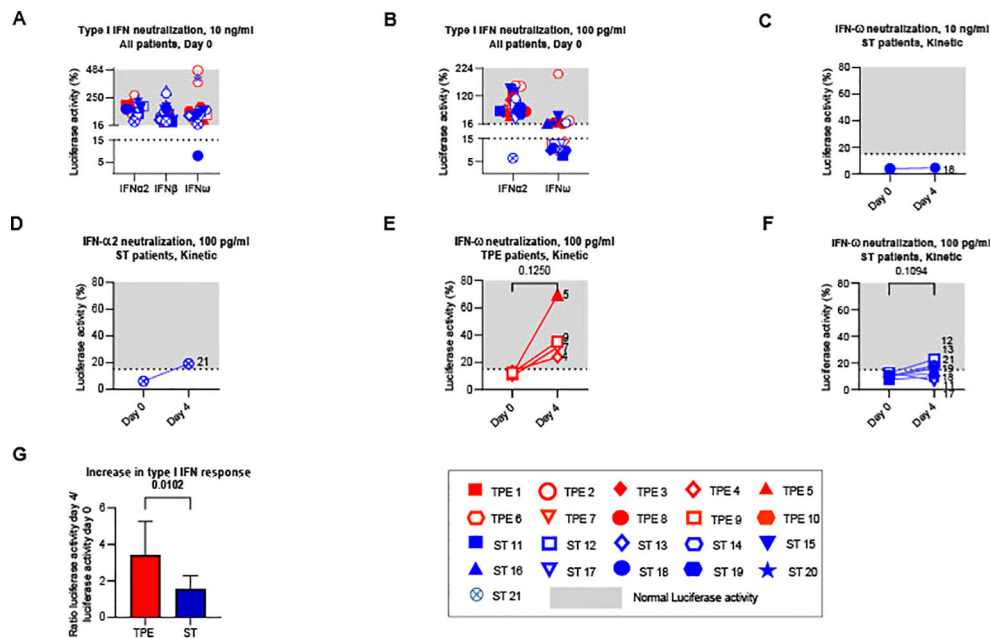 A
Type I IFN neutralization, 10 ng/ml
All patients, Day 0
Luciferase activity (%)
484
250
16
15
5
IFNα2 IFNβ IFNω
B
Type I IFN neutralization, 100 pg/ml
All patients, Day 0
Luciferase activity (%)
224
120
16
15
5
IFNα2 IFNω
C
IFN-ω neutralization, 10 ng/ml
ST patients, Kinetic
Luciferase activity (%)
80
60
40
20
0
18
Day 0 Day 4
D
IFN-α2 neutralization, 100 pg/ml
ST patients, Kinetic
Luciferase activity (%)
80
60
40
20
0
21
Day 0 Day 4
E
IFN-ω neutralization, 100 pg/ml
TPE patients, Kinetic
0.1250
Luciferase activity (%)
80
60
40
20
0
5
9
7
4
Day 0 Day 4
F
IFN-ω neutralization, 100 pg/ml
ST patients, Kinetic
0.1094
Luciferase activity (%)
80
60
40
20
0
12
13
21
19
18
11
17
Day 0 Day 4
G
Increase in type I IFN response
0.0102
Ratio luciferase activity day 4/
luciferase activity day 0
6
4
2
0
TPE ST
TPE 1 TPE 2 TPE 3 TPE 4 TPE 5
TPE 6 TPE 7 TPE 8 TPE 9 TPE 10
ST 11 ST 12 ST 13 ST 14 ST 15
ST 16 ST 17 ST 18 ST 19 ST 20
ST 21 Normal Luciferase activity